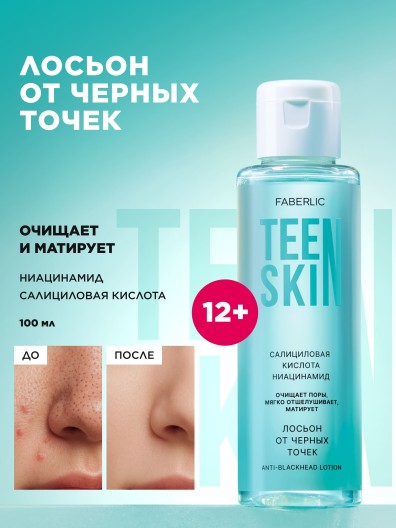 ЛОСЬОН
ОТ ЧЕРНЫХ
ТОЧЕК
ОЧИЩАЕТ
И МАТИРУЕТ
НИАЦИНАМИД
САЛИЦИЛОВАЯ КИСЛОТА
100 МЛ
12+
ДО
ПОСЛЕ
FABERLIC
TEEN
SKIN
САЛИЦИЛОВАЯ
КИСЛОТА
НИАЦИНАМИД
ОЧИЩАЕТ ПОРЫ,
МЯГКО ОТШЕЛУШИВАЕТ,
МАТИРУЕТ
ЛОСЬОН
ОТ ЧЕРНЫХ
ТОЧЕК
ANTI-BLACKHEAD LOTION